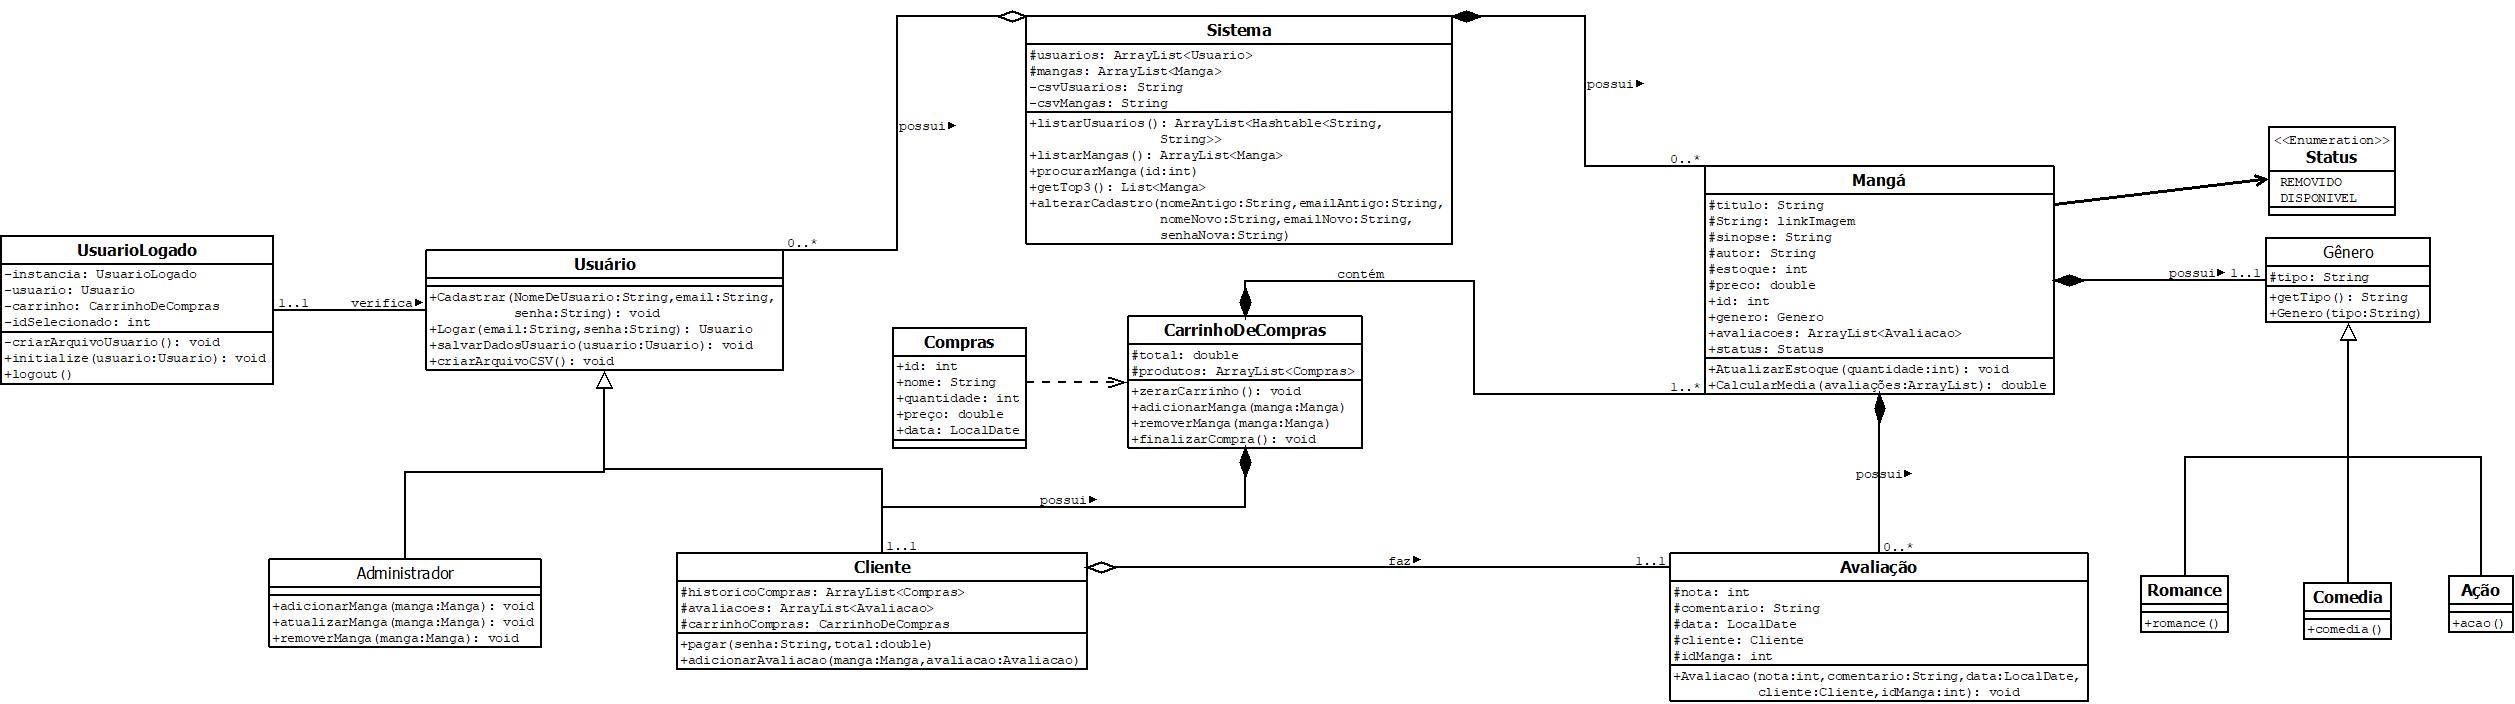 Sistema
#usuarios: ArrayList<Usuario>
#mangas: ArrayList<Manga>
-csvUsuarios: String
-csvMangas: String
+listarUsuarios(): ArrayList<Hashtable<String,
String>>
+listarMangas(): ArrayList<Manga>
+procurarManga(id:int)
+getTop3(): List<Manga>
+alterarCadastro(nomeAntigo:String,emailAntigo:String,
nomeNovo:String,emailNovo:String,
senhaNova:String)
possui►
possui►
0..*
0..*
<<Enumeration>>
Status
REMOVIDO
DISPONIVEL
Mangá
#titulo: String
#String: linkImagem
#sinopse: String
#autor: String
#estoque: int
#preco: double
+id: int
+genero: Genero
+avaliacoes: ArrayList<Avaliacao>
+status: Status
+AtualizarEstoque(quantidade:int): void
+CalcularMedia(avaliações:ArrayList): double
possui►
1..1
Gênero
#tipo: String
+getTipo(): String
+Genero(tipo:String)
UsuarioLogado
-instancia: UsuarioLogado
-usuario: Usuario
-carrinho: CarrinhoDeCompras
-idSelecionado: int
-criarArquivoUsuario(): void
+initialize(usuario:Usuario): void
+logout()
1..1
verifica►
Usuário
+Cadastrar(NomeDeUsuario:String,email:String,
senha:String): void
+Logar(email:String,senha:String): Usuario
+salvarDadosUsuario(usuario:Usuario): void
+criarArquivoCSV(): void
contém
1..*
Compras
+id: int
+nome: String
+quantidade: int
+preço: double
+data: LocalDate
CarrinhoDeCompras
#total: double
#produtos: ArrayList<Compras>
+zerarCarrinho(): void
+adicionarManga(manga:Manga)
+removerManga(manga:Manga)
+finalizarCompra(): void
possui►
possui►
1..1
faz►
1..1
0..*
Administrador
+adicionarManga(manga:Manga): void
+atualizarManga(manga:Manga): void
+removerManga(manga:Manga): void
Cliente
#historicoCompras: ArrayList<Compras>
#avaliacoes: ArrayList<Avaliacao>
#carrinhoCompras: CarrinhoDeCompras
+pagar(senha:String,total:double)
+adicionarAvaliacao(manga:Manga,avaliacao:Avaliacao)
Avaliação
#nota: int
#comentario: String
#data: LocalDate
#cliente: Cliente
#idManga: int
+Avaliacao(nota:int,comentario:String,data:LocalDate,
cliente:Cliente,idManga:int): void
Romance
+romance()
Comedia
+comedia()
Ação
+acao()